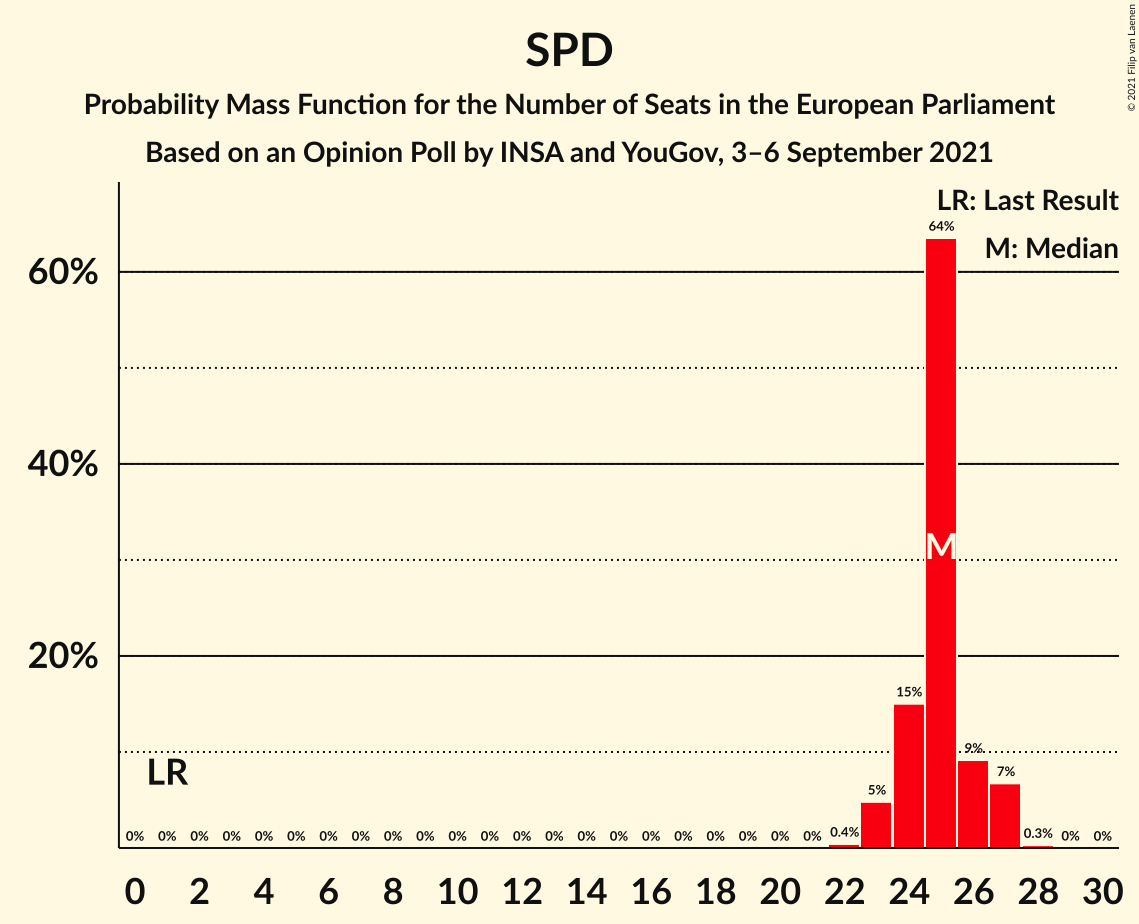 SPD
Probability Mass Function for the Number of Seats in the European Parliament
Based on an Opinion Poll by INSA and YouGov, 3–6 September 2021
© 2021 Filip van Laenen
LR: Last Result
M: Median
64%
60%
40%
M
20%
15%
9%
LR
7%
5%
0% 0% 0% 0% 0% 0% 0% 0% 0% 0% 0% 0% 0% 0% 0% 0% 0% 0% 0% 0% 0% 0% 0.4% 0.3% 0% 0%
0 2 4 6 8 10 12 14 16 18 20 22 24 26 28 30